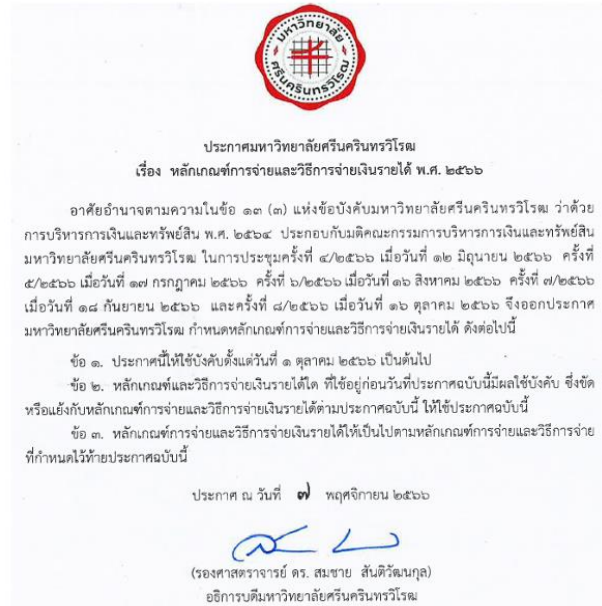 มหาวิทยาลัย
ศรีนครินทรวิโรฒ
ประกาศมหาวิทยาลัยศรีนครินทรวิโรฒ
เรื่อง หลักเกณฑ์การจ่ายและวิธีการจ่ายเงินรายได้ พ.ศ. ๒๕๖๖
อาศัยอำนาจตามความในข้อ ๑๓ (๓) แห่งข้อบังคับมหาวิทยาลัยศรีนครินทรวิโรฒ ว่าด้วย
การบริหารการเงินและทรัพย์สิน พ.ศ. ๒๕๖๔ ประกอบกับมติคณะกรรมการบริหารการเงินและทรัพย์สิน
มหาวิทยาลัยศรีนครินทรวิโรฒ ในการประชุมครั้งที่ ๔/๒๕๖๖ เมื่อวันที่ ๑๒ มิถุนายน ๒๕๖๖ ครั้งที่
๕/๒๕๖๖ เมื่อวันที่ ๑๗ กรกฎาคม ๒๕๖๖ ครั้งที่ ๖/๒๕๖๖ เมื่อวันที่ ๑๖ สิงหาคม ๒๕๖๖ ครั้งที่ ๗/๒๕๖๖
เมื่อวันที่ ๑๘ กันยายน ๒๕๖๖ และครั้งที่ ๘/๒๕๖๖ เมื่อวันที่ ๑๖ ตุลาคม ๒๕๖๖ จึงออกประกาศ
มหาวิทยาลัยศรีนครินทรวิโรฒ กำหนดหลักเกณฑ์การจ่ายและวิธีการจ่ายเงินรายได้ ดังต่อไปนี้
ข้อ ๑. ประกาศนี้ให้ใช้บังคับตั้งแต่วันที่ ๑ ตุลาคม ๒๕๖๖ เป็นต้นไป
ข้อ ๒. หลักเกณฑ์และวิธีการจ่ายเงินรายได้ใด ที่ใช้อยู่ก่อนวันที่ประกาศฉบับนี้มีผลใช้บังคับ ซึ่งขัด
หรือแย้งกับหลักเกณฑ์การจ่ายและวิธีการจ่ายเงินรายได้ตามประกาศฉบับนี้ ให้ใช้ประกาศฉบับนี้
ข้อ ๓. หลักเกณฑ์การจ่ายและวิธีการจ่ายเงินรายได้ให้เป็นไปตามหลักเกณฑ์การจ่ายและวิธีการจ่าย
ที่กำหนดไว้ท้ายประกาศฉบับนี้
ประกาศ ณ วันที่ ๗ พฤศจิกายน ๒๕๖๖
(รองศาสตราจารย์ ดร. สมชาย สันติวัฒนกุล)
อธิการบดีมหาวิทยาลัยศรีนครินทรวิโรฒ